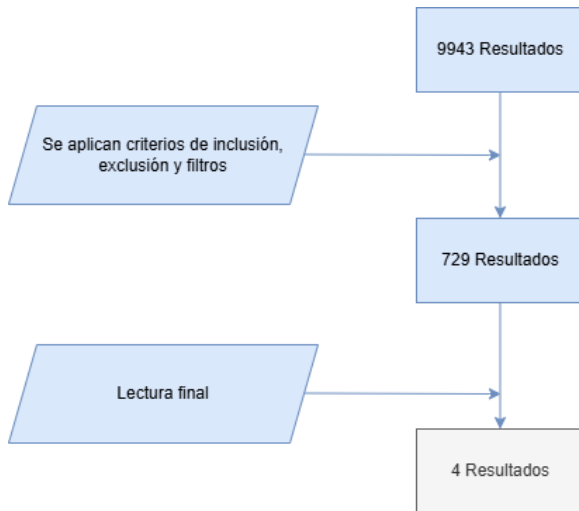 9943 Resultados
Se aplican criterios de inclusión,
exclusión y filtros
729 Resultados
Lectura final
4 Resultados